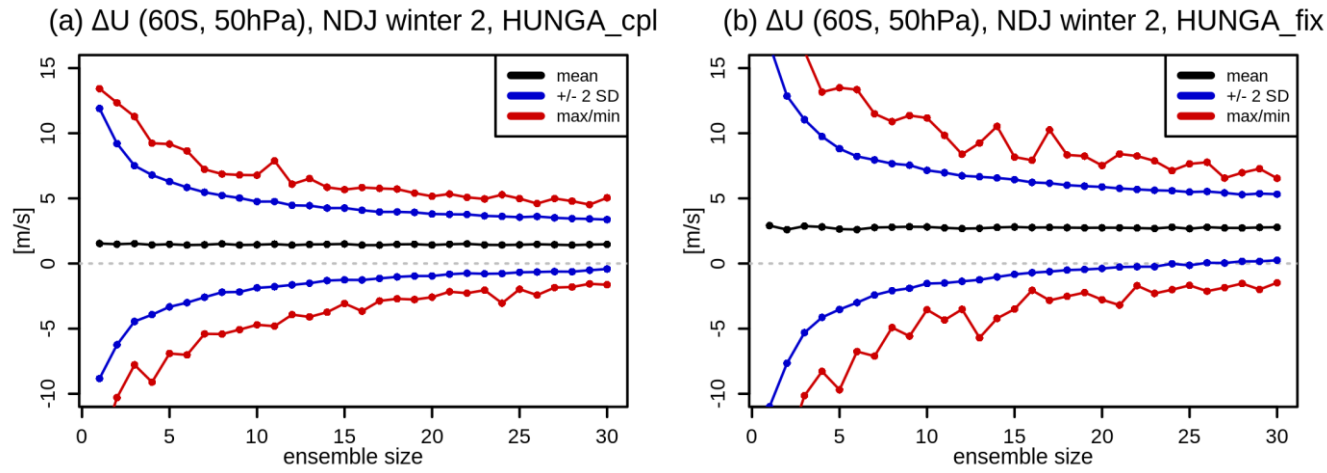 (a) ΔU (60S, 50hPa), NDJ winter 2, HUNGA_cpl
15
10
5
0
-5
-10
[m/s]
mean
+/- 2 SD
max/min
0 5 10 15 20 25 30
ensemble size
(b) ΔU (60S, 50hPa), NDJ winter 2, HUNGA_fix
15
10
5
0
-5
-10
[m/s]
mean
+/- 2 SD
max/min
0 5 10 15 20 25 30
ensemble size